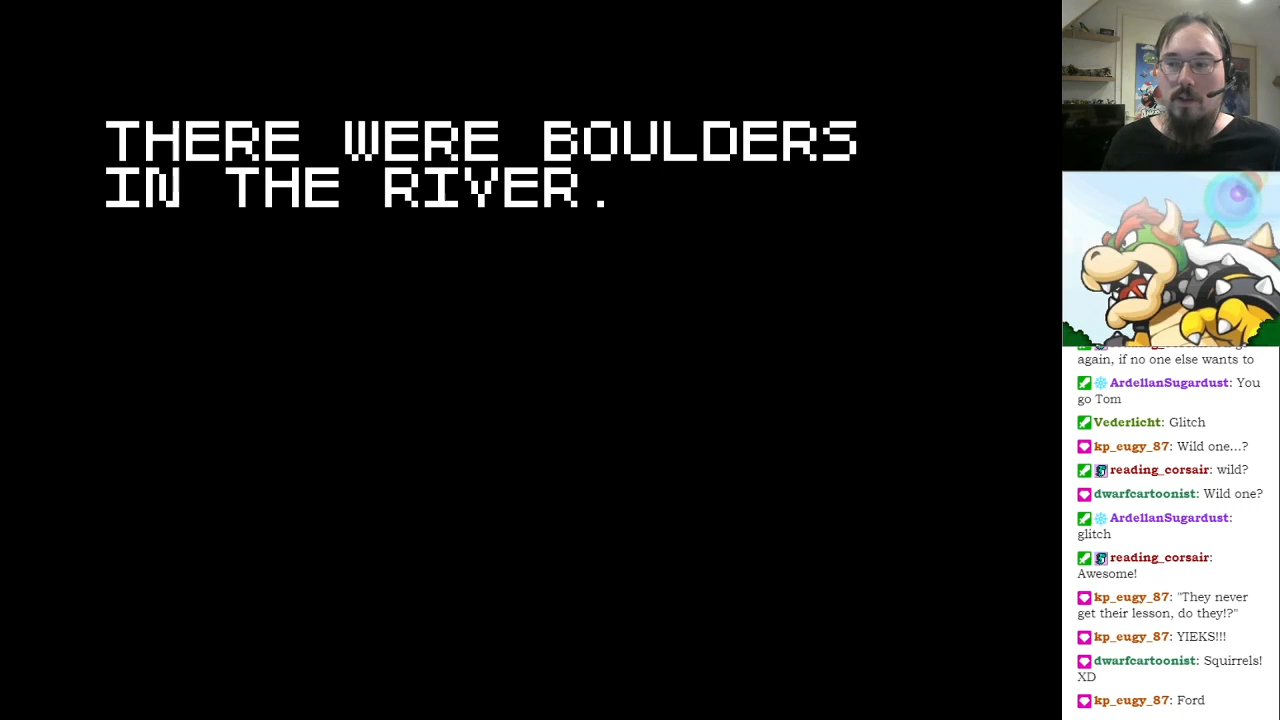 THERE WERE BOULDERS
IN THE RIVER.
again, if no one else wants to
ArdellanSugardust: You
go Tom
Vederlicht: Glitch
kp_eugy_87: Wild one...?
reading_corsair: wild?
dwarfcartoonist: Wild one?
ArdellanSugardust:
glitch
reading_corsair:
Awesome!
kp_eugy_87: "They never
get their lesson, do they!?"
kp_eugy_87: YIEKS!!!
dwarfcartoonist: Squirrels!
XD
kp_eugy_87: Ford